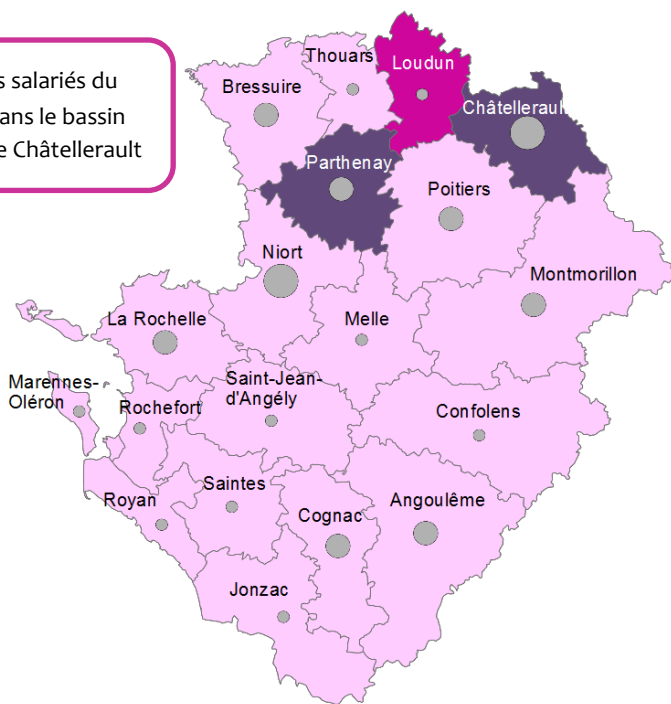 s salariés du
ans le bassin
e Châtellerault
Thouars
Loudun
Bressuire
Châtellerault
Parthenay
Poitiers
Niort
Montmorillon
La Rochelle
Melle
Marennes-
Oléron
Rochefort
Saint-Jean-
d'Angély
Confolens
Royan
Saintes
Cognac
Angoulême
Jonzac